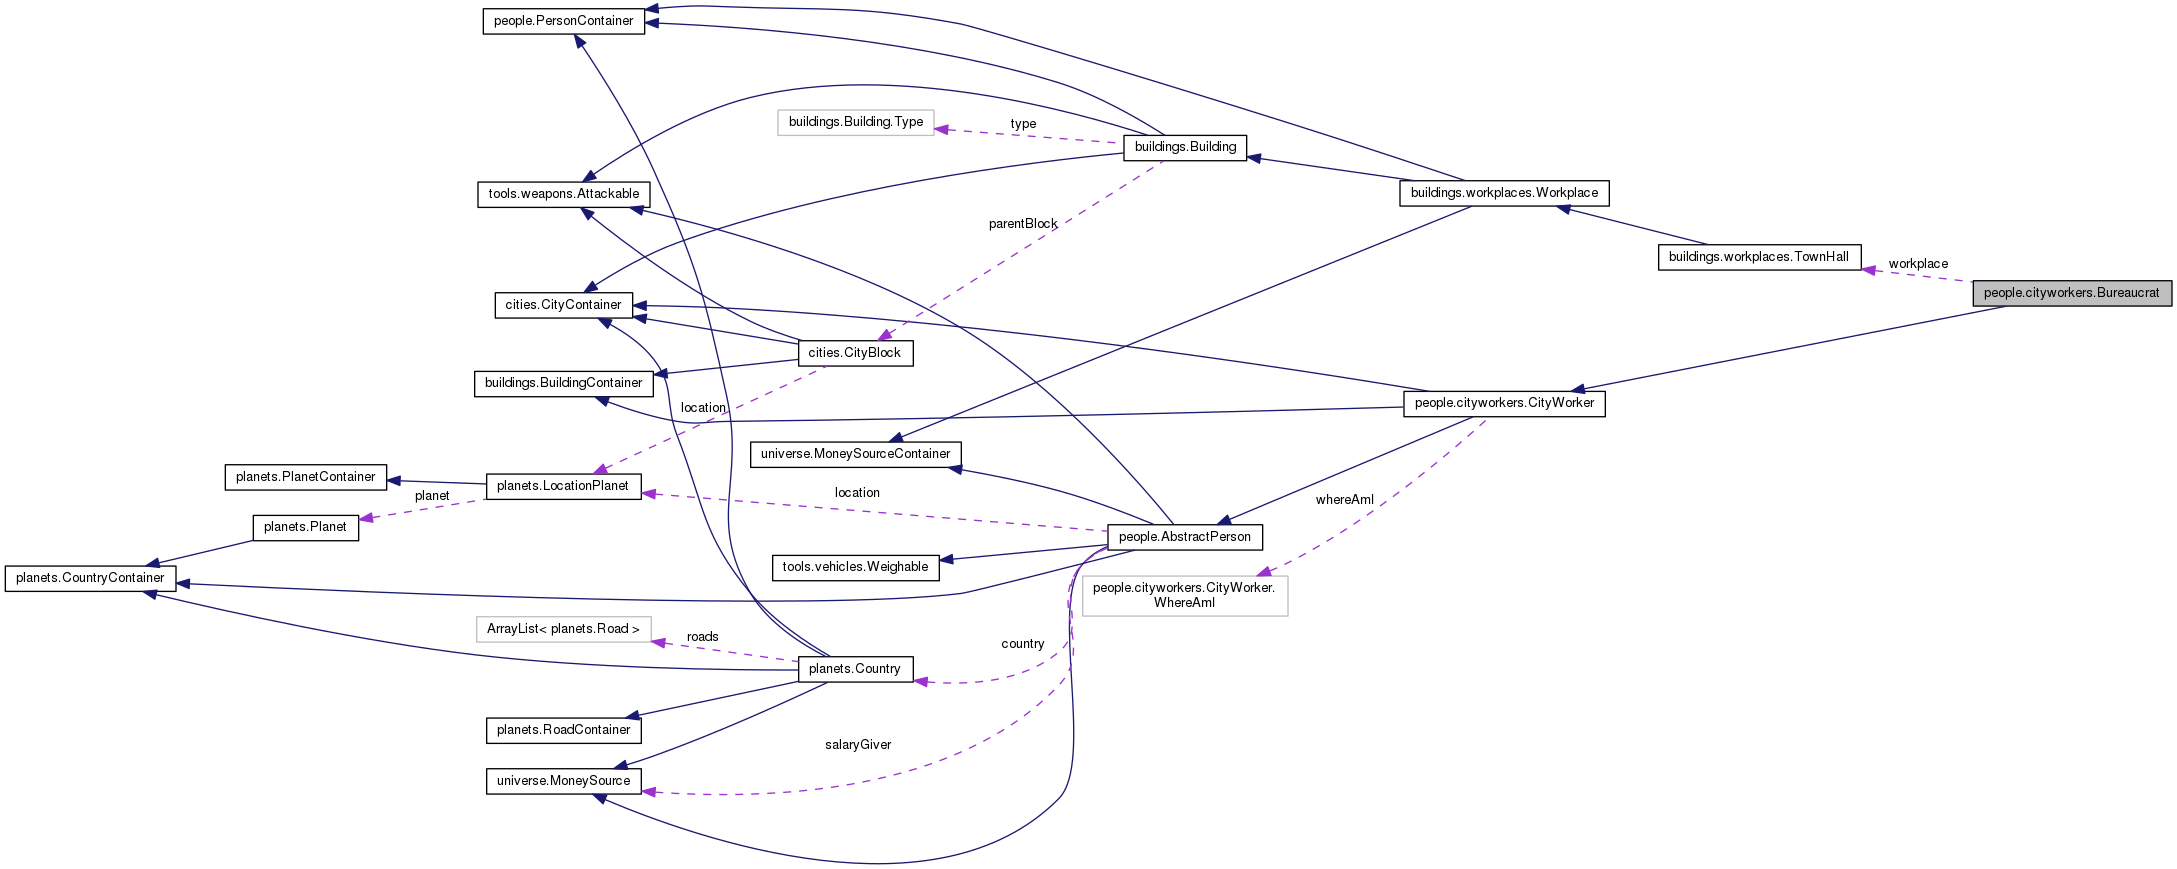 people.PersonContainer
buildings.Building.Type
type
buildings.Building
tools.weapons.Attackable
buildings.workplaces.Workplace
parentBlock
buildings.workplaces.TownHall
workplace
people.cityworkers.Bureaucrat
cities.CityContainer
cities.CityBlock
buildings.BuildingContainer
location
people.cityworkers.CityWorker
universe.MoneySourceContainer
planets.PlanetContainer
planets.LocationPlanet
planet
location
whereAmI
planets.Planet
people.AbstractPerson
tools.vehicles.Weighable
planets.CountryContainer
people.cityworkers.CityWorker.
WhereAmI
ArrayList< planets.Road >
roads
country
planets.Country
planets.RoadContainer
salaryGiver
universe.MoneySource